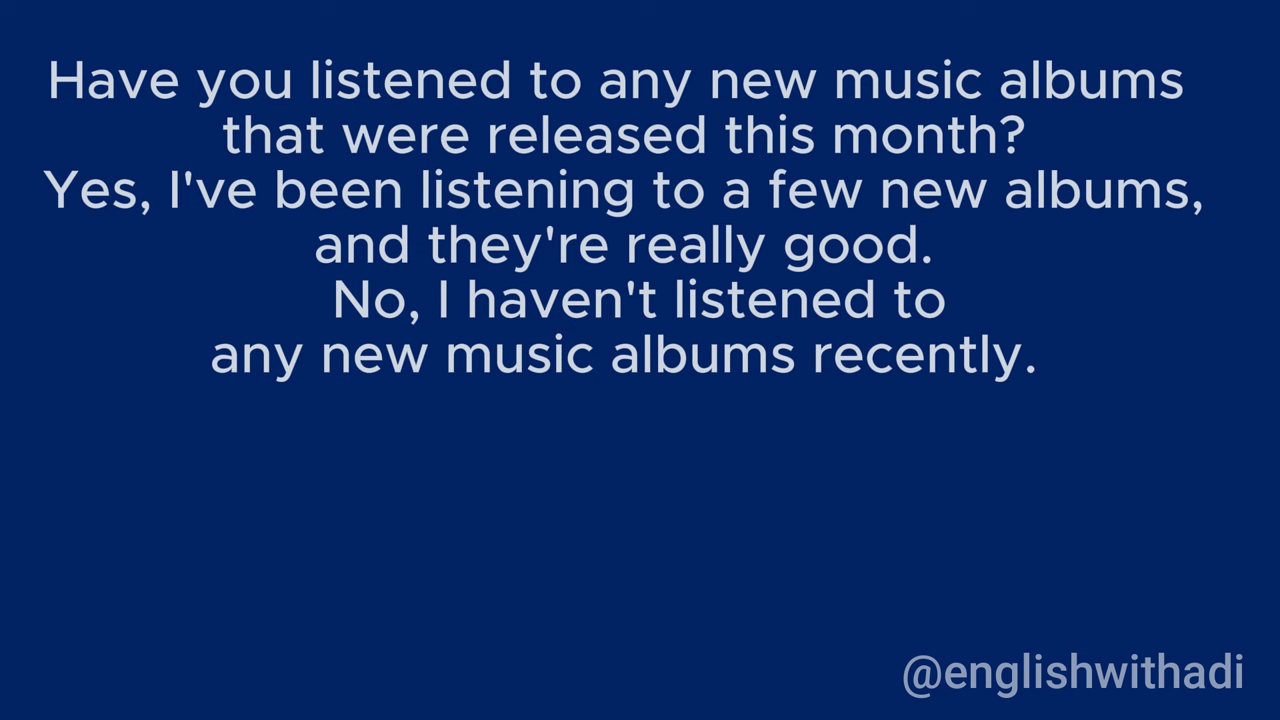 Have you listened to any new music albums
that were released this month?
Yes, I've been listening to a few new albums,
and they're really good.
No, I haven't listened to
any new music albums recently.
@englishwithadi